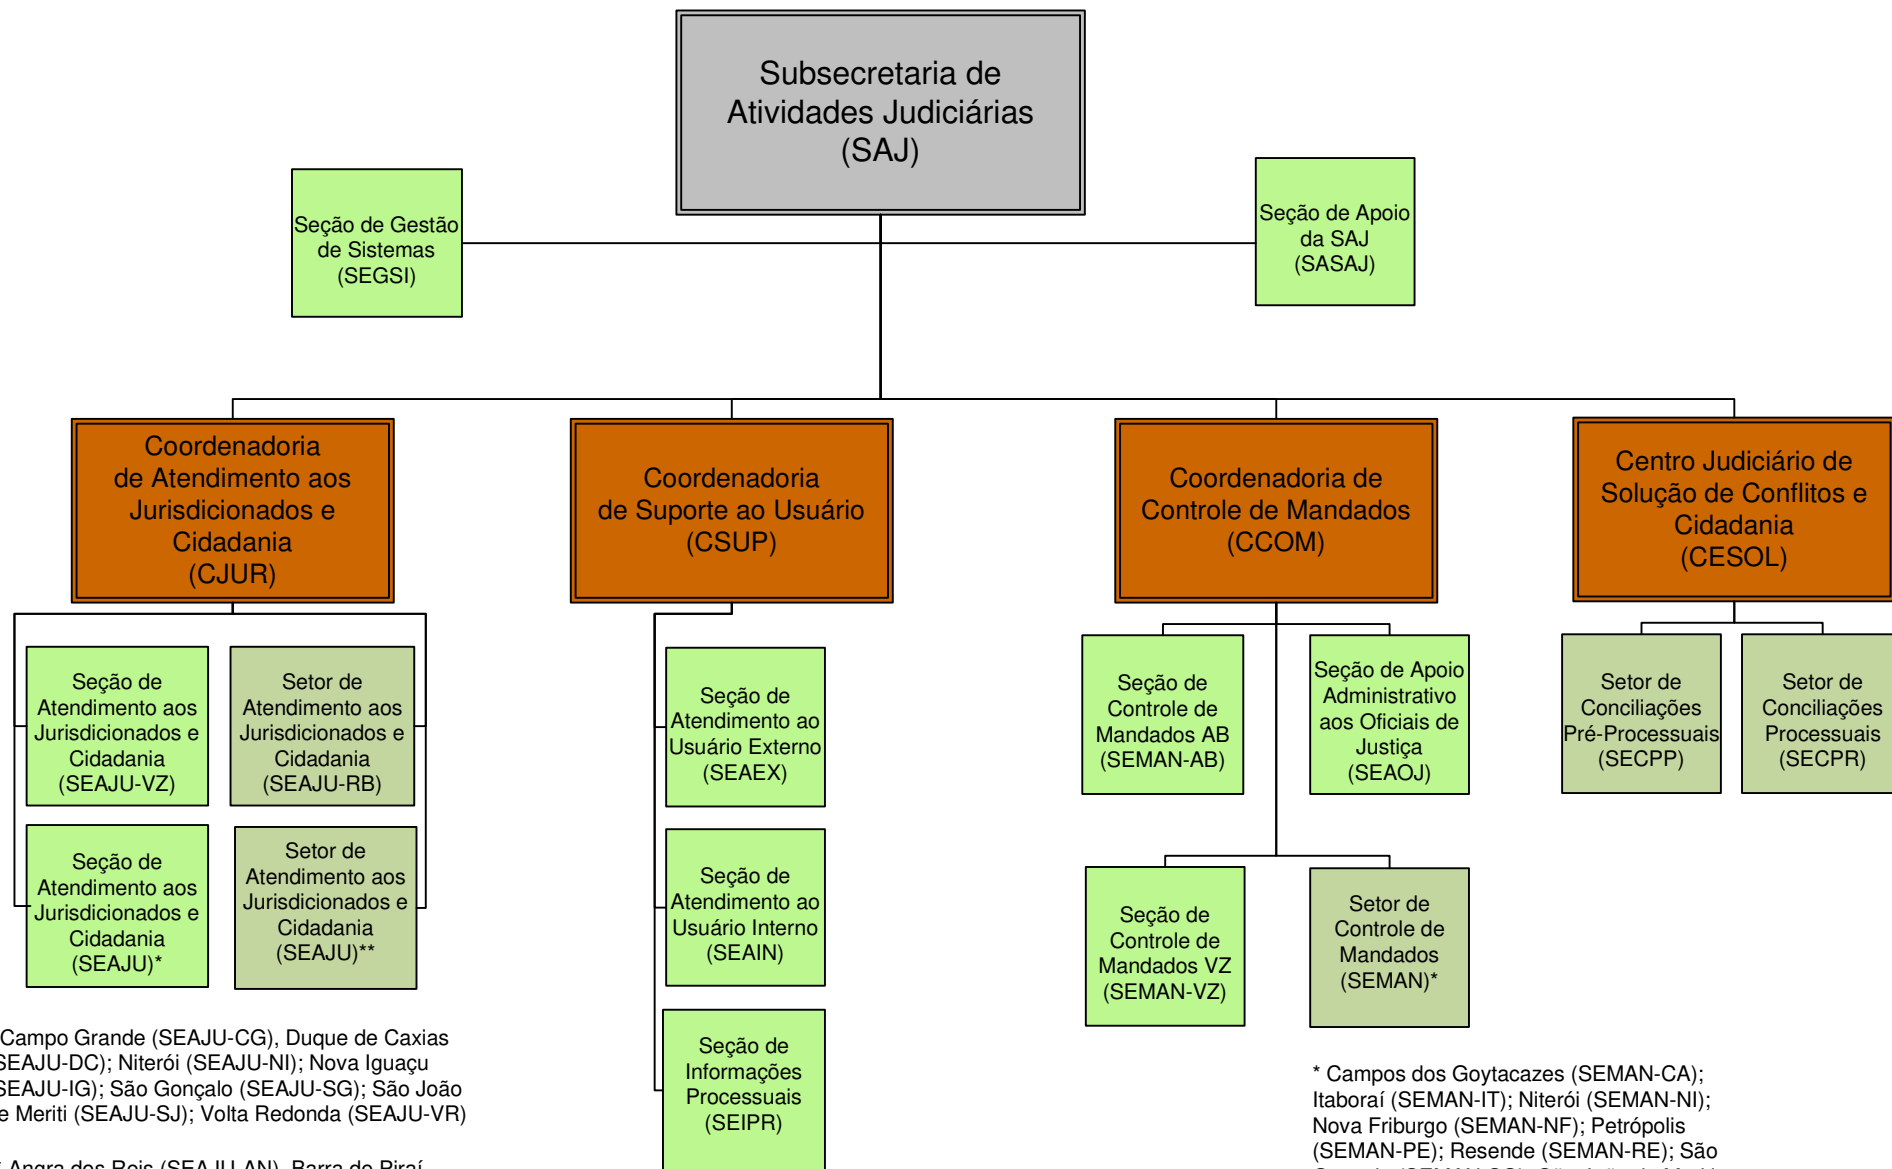 Subsecretaria de
Atividades Judiciárias
(SAJ)
Seção de Gestão
de Sistemas
(SEGSI)
Seção de Apoio
da SAJ
(SASAJ)
Coordenadoria
de Atendimento aos
Jurisdicionados e
Cidadania
(CJUR)
Coordenadoria
de Suporte ao Usuário
(CSUP)
Coordenadoria de
Controle de Mandados
(CCOM)
Centro Judiciário de
Solução de Conflitos e
Cidadania
(CESOL)
Seção de
Atendimento aos
Jurisdicionados e
Cidadania
(SEAJU-VZ)
Setor de
Atendimento aos
Jurisdicionados e
Cidadania
(SEAJU-RB)
Seção de
Atendimento aos
Jurisdicionados e
Cidadania
(SEAJU)*
Setor de
Atendimento aos
Jurisdicionados e
Cidadania
(SEAJU)**
Seção de
Atendimento ao
Usuário Externo
(SEAEX)
Seção de
Atendimento ao
Usuário Interno
(SEAIN)
Seção de
Informações
Processuais
(SEIPR)
Seção de
Controle de
Mandados AB
(SEMAN-AB)
Seção de Apoio
Administrativo
aos Oficiais de
Justiça
(SEAOJ)
Seção de
Controle de
Mandados VZ
(SEMAN-VZ)
Setor de
Controle de
Mandados
(SEMAN)*
Setor de
Conciliações
Pré-Processuais
(SECPP)
Setor de
Conciliações
Processuais
(SECPR)
Campo Grande (SEAJU-CG), Duque de Caxias
SEAJU-DC); Niterói (SEAJU-NI); Nova Iguaçu
SEAJU-IG); São Gonçalo (SEAJU-SG); São João
e Meriti (SEAJU-SJ); Volta Redonda (SEAJU-VR)
* Angra dos Reis (SEAJU-AN), Barra do Piraí
* Campos dos Goytacazes (SEMAN-CA);
Itaboraí (SEMAN-IT); Niterói (SEMAN-NI);
Nova Friburgo (SEMAN-NF); Petrópolis
(SEMAN-PE); Resende (SEMAN-RE); São